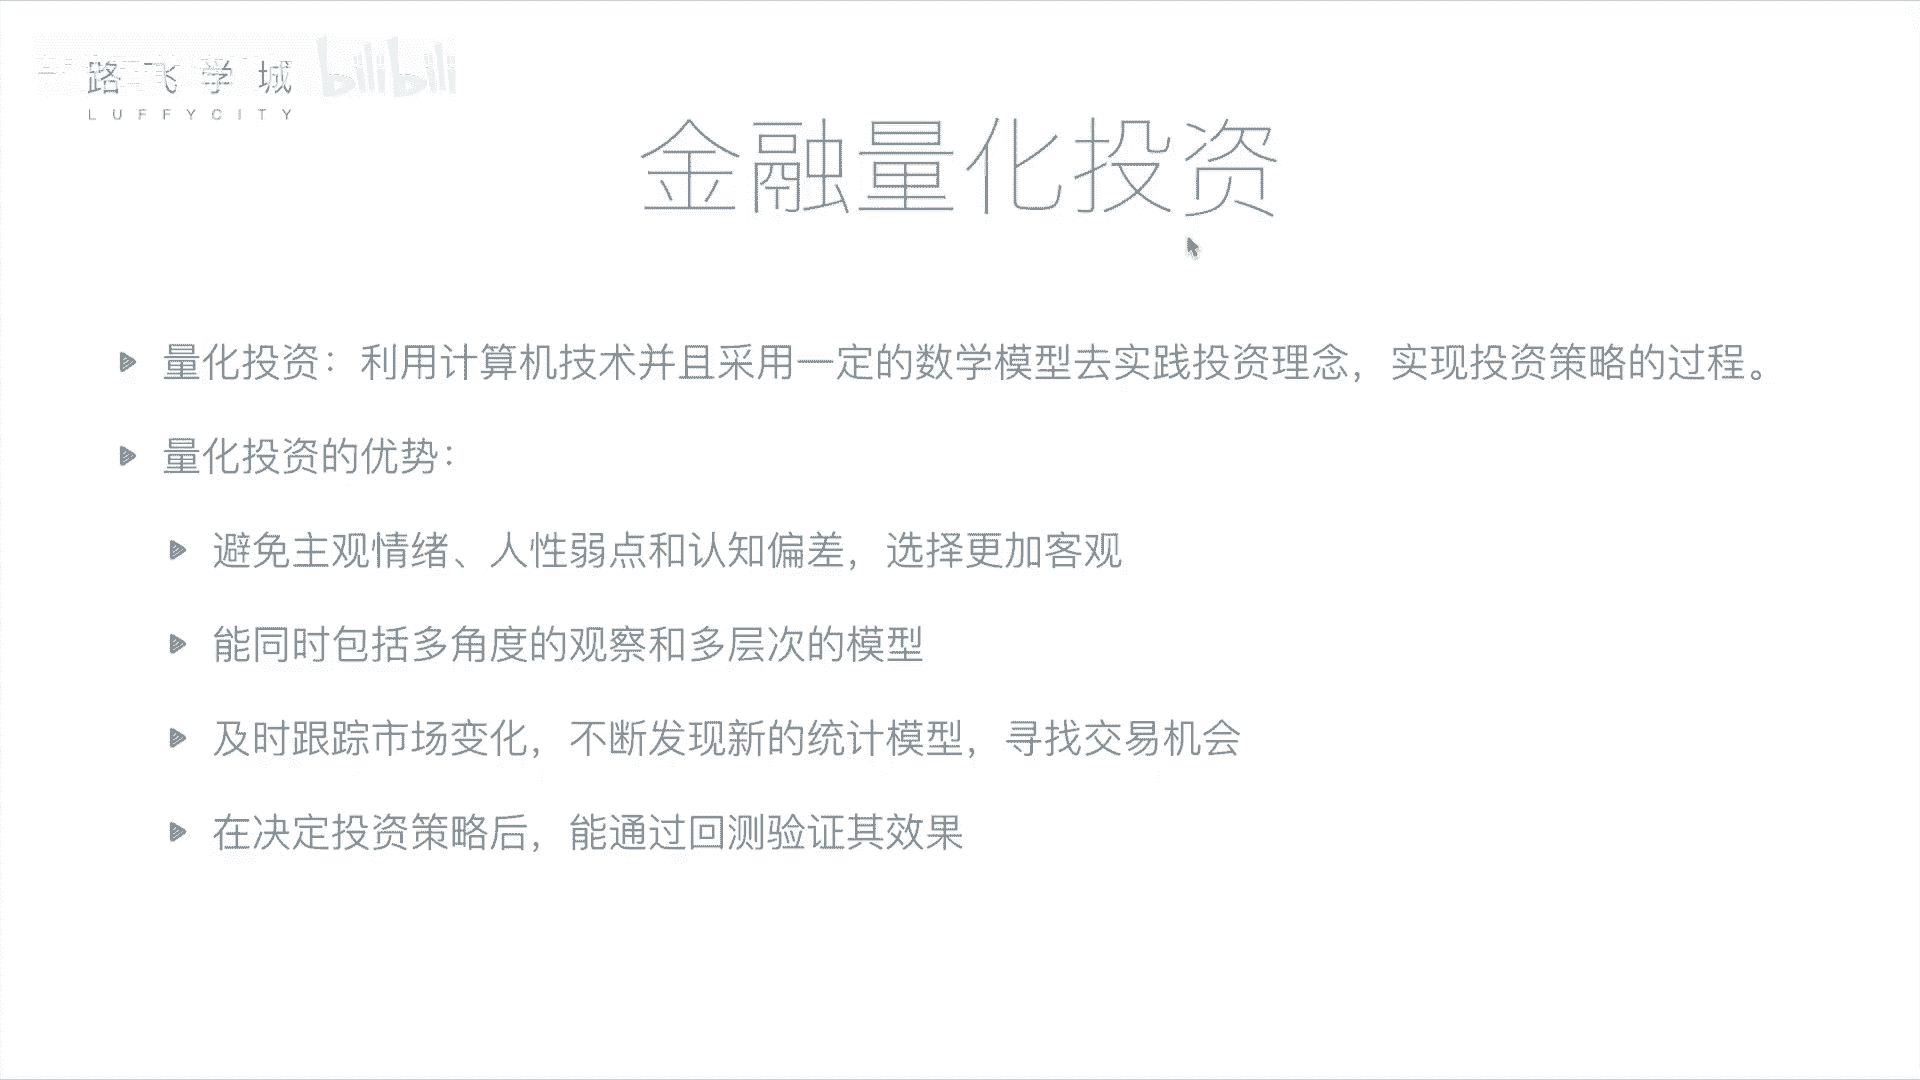 路飞学城
bilibili
LUFFYCITY
金融量化投资
量化投资：利用计算机技术并且采用一定的数学模型去实践投资理念，实现投资策略的过程。
量化投资的优势：
避免主观情绪、人性弱点和认知偏差，选择更加客观
能同时包括多角度的观察和多层次的模型
及时跟踪市场变化，不断发现新的统计模型，寻找交易机会
在决定投资策略后，能通过回测验证其效果